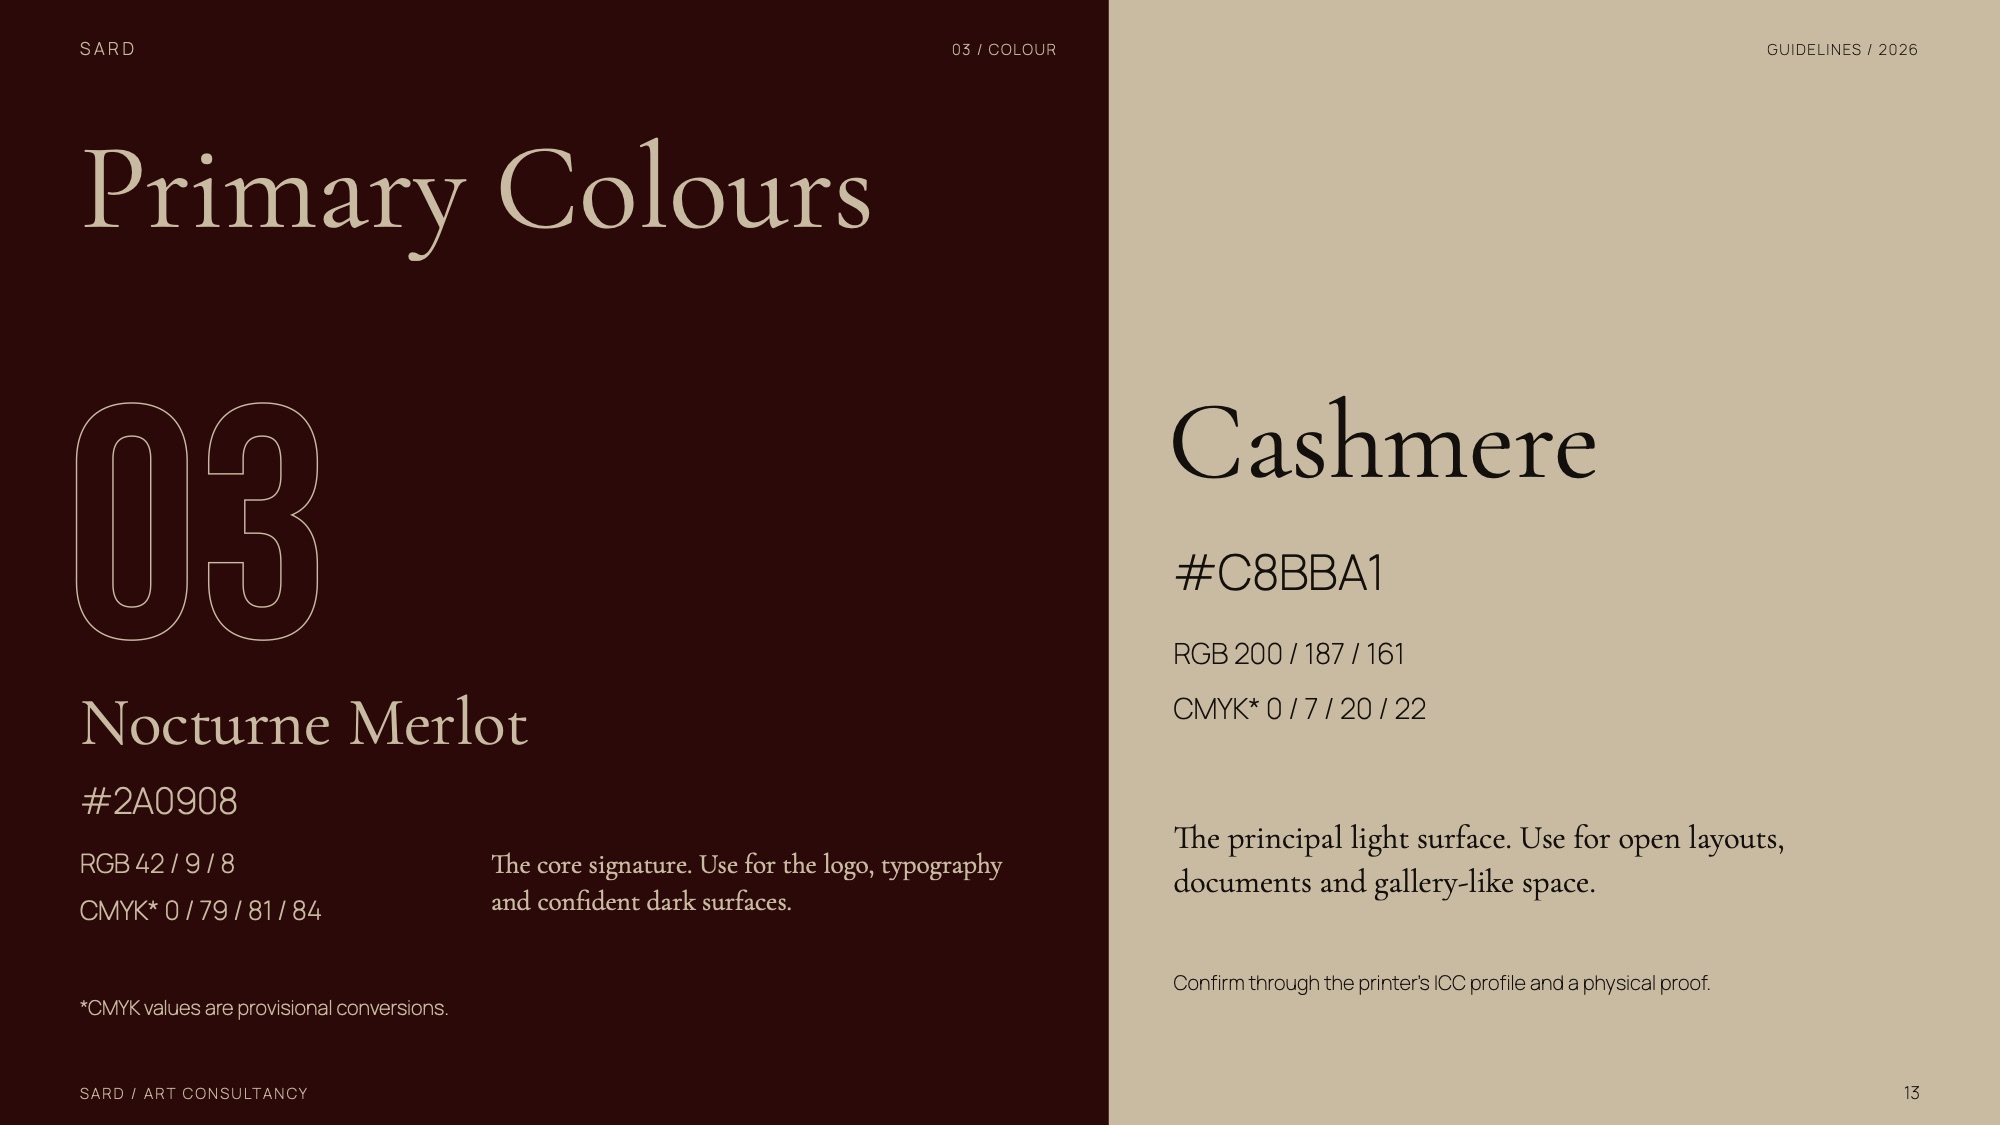 SARD
03 / COLOUR
GUIDELINES / 2026
Primary Colours
03
Nocturne Merlot
#2A0908
RGB 42 / 9 / 8
CMYK* 0 / 79 / 81 / 84
The core signature. Use for the logo, typography
and confident dark surfaces.
*CMYK values are provisional conversions.
Cashmere
#C8BBA1
RGB 200 / 187 / 161
CMYK* 0 / 7 / 20 / 22
The principal light surface. Use for open layouts,
documents and gallery-like space.
Confirm through the printer's ICC profile and a physical proof.
SARD / ART CONSULTANCY
13